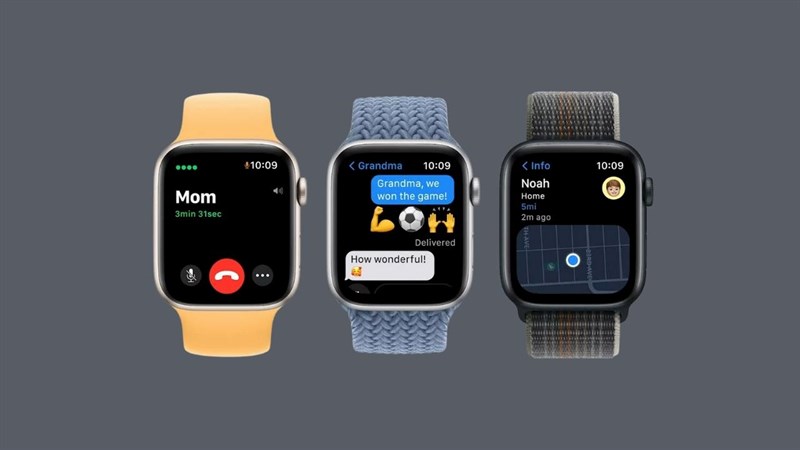 10:09
Mom
3min 31sec
Grandma 10:09
Grandma, we
won the game!
Delivered
How wonderful!
Info 10:09
Noah
Home
5mi
2m ago